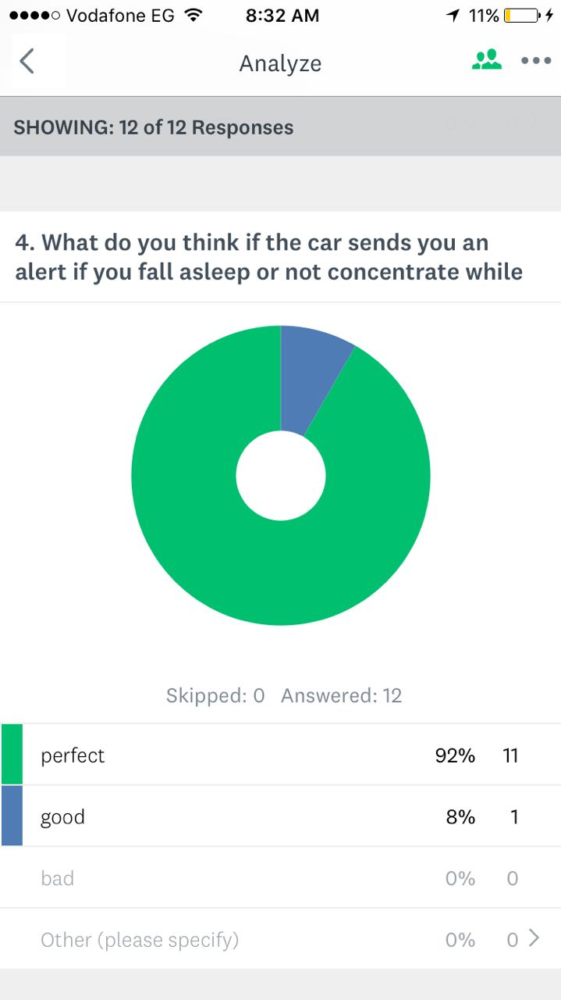 Vodafone EG 8:32 AM 11%
Analyze
SHOWING: 12 of 12 Responses
4. What do you think if the car sends you an
alert if you fall asleep or not concentrate while
Skipped: 0 Answered: 12
perfect 92% 11
good 8% 1
bad 0% 0
Other (please specify) 0% 0